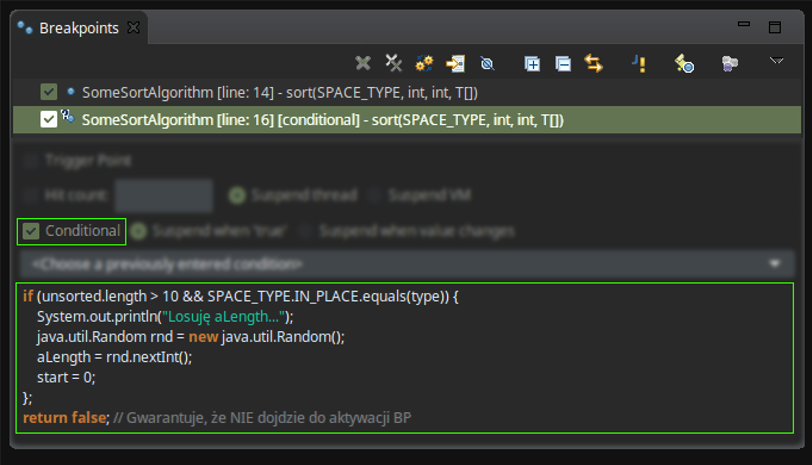 Breakpoints
SomeSortAlgorithm [line: 14] - sort(SPACE_TYPE, int, int, T[])
SomeSortAlgorithm [line: 16] [conditional] - sort(SPACE_TYPE, int, int, T[])
Trigger Point
Hit count: Suspend thread Suspend VM
Conditional Suspend when 'true' Suspend when value changes
<Choose a previously entered condition>
if (unsorted.length > 10 && SPACE_TYPE.IN_PLACE.equals(type)) {
System.out.println("Losuję aLength...");
java.util.Random rnd = new java.util.Random();
aLength = rnd.nextInt();
start = 0;
};
return false; // Gwarantuje, że NIE dojdzie do aktywacji BP